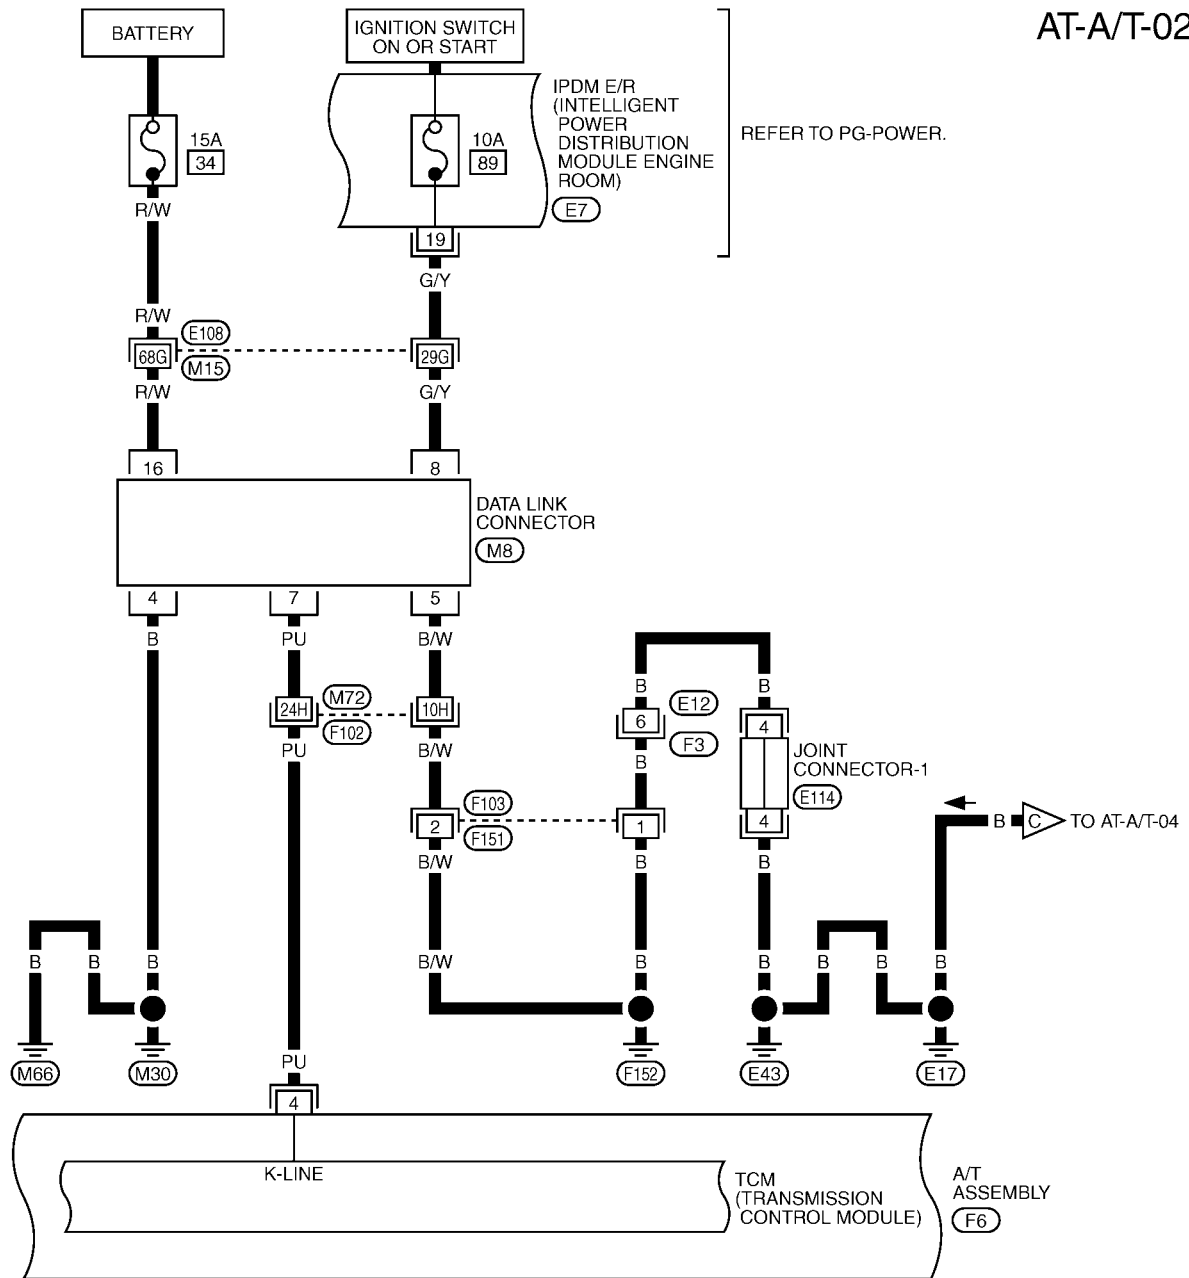 AT-A/T-02
BATTERY
IGNITION SWITCH
ON OR START
IPDM E/R
(INTELLIGENT
POWER
DISTRIBUTION
MODULE ENGINE
ROOM)
E7
REFER TO PG-POWER.
15A
34
10A
89
R/W
19
G/Y
R/W
E108
68G
M15
29G
R/W
G/Y
16
8
DATA LINK
CONNECTOR
M8
4
7
5
B
PU
B/W
B
B
M72
24H
F102
10H
E12
6
F3
4
PU
B/W
B
JOINT
CONNECTOR-1
E114
F103
2
F151
1
4
B
C
TO AT-A/T-04
B/W
B
B
B
B
B
B/W
B
B
B
B
B
M66
M30
PU
F152
E43
E17
4
K-LINE
TCM
(TRANSMISSION
CONTROL MODULE)
A/T
ASSEMBLY
F6